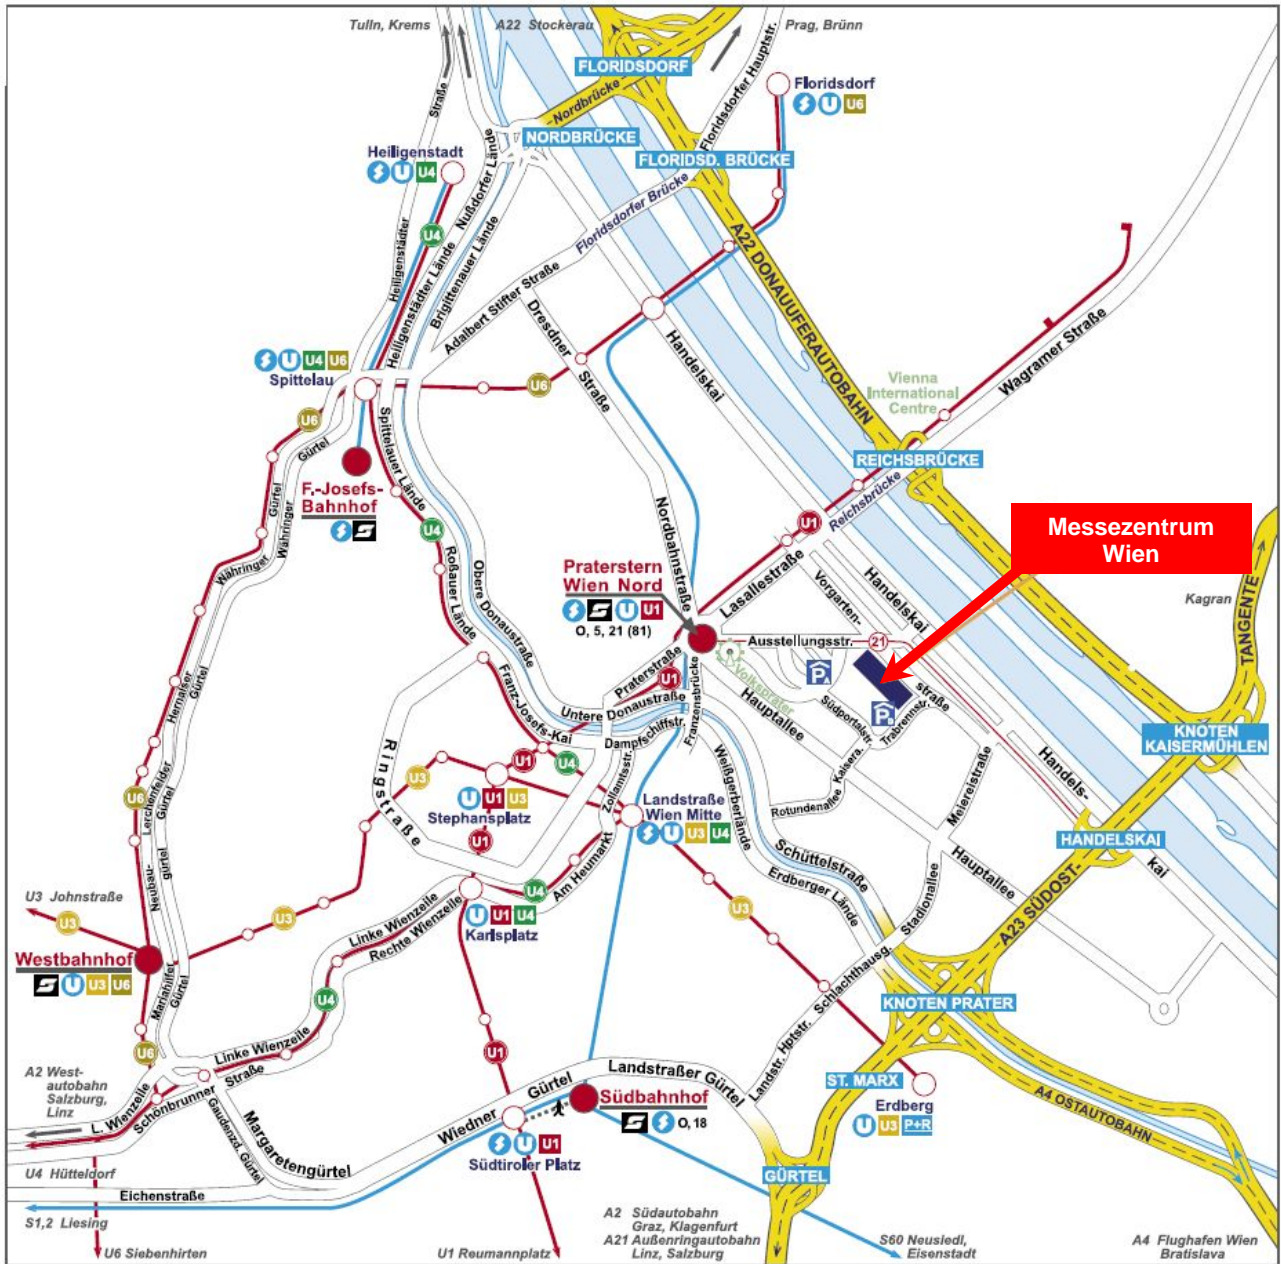 Tulln, Krems
A22 Stockerau
Prag, Brünn
FLORIDSDORF
Nordbrücke
Floridsdorfer Hauptstr.
Floridsdorf
U U6
NORDBRÜCKE
FLORIDSD. BRÜCKE
Straße
Heiligenstadt
U U4
Nußdorfer Lände
Floridsdorfer Brücke
U4
Heiligenstädter
Heiligenstädter Lände
Brigittenauer Lände
A22 DONAUUFERAUTOBAHN
Adalbert Stifter Straße
Dresdner
Straße
Handelskai
Wagramer Straße
U U4 U6
Spittelau
U6
Vienna
International
Centre
U6
Gürtel
Spittelauer Lände
REICHSBRÜCKE
F.-Josefs-
Bahnhof
Gürtel
Währinger
Nordbahnstraße
Reichsbrücke
U1
U4
Messezentrum
Wien
Roßauer Lände
Obere Donaustraße
Währinger
Praterstern
Wien Nord
U U1
O, 5, 21 (81)
Lasallestraße
Vorgarten-
Handelskai
Kagran
TANGENTE
Ausstellungsstr.
21
Praterstraße
U1
Volksprater
P A
straße
Hernalser
Gürtel
Franz-Josefs-Kai
Untere Donaustraße
Franzensbrücke
Hauptallee
Südportalstr.
P B
Trabrennstr.
Dampfschiffstr.
KNOTEN
KAISERMÜHLEN
Ringstraße
U1
U4
Zollamtsstr.
Weißgerberlände
Kaisera.
Rotundenallee
Meiereistraße
Handels-
kai
U3
U6
Lerchenfelder
Gürtel
U U1 U3
Stephansplatz
Landstraße
Wien Mitte
U U3 U4
HANDELSKAI
U1
Am Heumarkt
Schüttelstraße
Erdberger Lände
Hauptallee
gürtel
Neubau-
U3 Johnstraße
U3
U3
U4
Linke Wienzeile
Rechte Wienzeile
U U1 U4
Karlsplatz
U3
Stadionallee
A23 SÜDOST-
Westbahnhof
U U3 U6
Mariahilfer
Gürtel
U4
Schlachthausg.
KNOTEN PRATER
U6
Linke Wienzeile
U1
Landstr. Hptstr.
A2 West-
autobahn
Salzburg,
Linz
Straße
Schönbrunner
L. Wienzeile
Wiedner
Gürtel
Landstraßer Gürtel
ST. MARX
Erdberg
U U3 P+R
A4 OSTAUTOBAHN
Südbahnhof
O, 18
Gaudenzd. Gürtel
Margaretengürtel
U U1
Südtiroler Platz
GÜRTEL
U4 Hütteldorf
Eichenstraße
S1,2 Liesing
U6 Siebenhirten
U1 Reumannplatz
A2 Südautobahn
Graz, Klagenfurt
A21 Außenringautobahn
Linz, Salzburg
S60 Neusiedl,
Eisenstadt
A4 Flughafen Wien
Bratislava